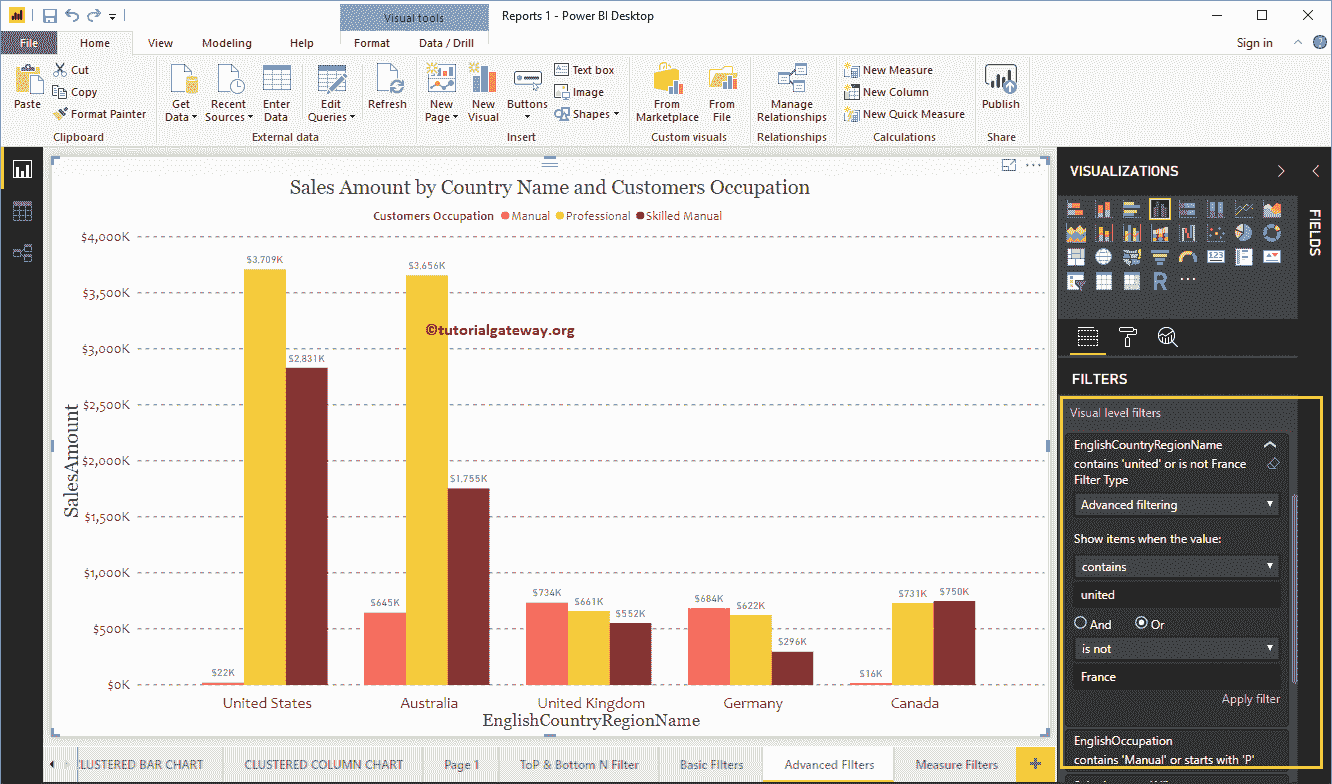 Visual tools
Reports 1 - Power BI Desktop
File Home View Modeling Help Format Data / Drill Sign in
Paste
Cut
Copy
Format Painter
Get Data
Recent Sources
Enter Data
Edit Queries
Refresh
New Page
New Visual
Buttons
Text box
Image
Shapes
From Marketplace
From File
Manage Relationships
New Measure
New Column
New Quick Measure
Publish
Clipboard External data Insert Custom visuals Relationships Calculations Share
Sales Amount by Country Name and Customers Occupation
Customers Occupation Manual Professional Skilled Manual
SalesAmount
$4,000K
$3,500K
$3,000K
$2,500K
$2,000K
$1,500K
$1,000K
$500K
$0K
$22K $3,709K $2,831K
$645K $3,656K $1,755K
$734K $661K $552K
$684K $622K $296K
$16K $731K $750K
©tutorialgateway.org
United States Australia United Kingdom Germany Canada
EnglishCountryRegionName
VISUALIZATIONS
FIELDS
123
R
FILTERS
Visual level filters
EnglishCountryRegionName
contains 'united' or is not France
Filter Type
Advanced filtering
Show items when the value:
contains
united
And Or
is not
France
Apply filter
EnglishOccupation
contains 'Manual' or starts with 'P'
CLUSTERED BAR CHART CLUSTERED COLUMN CHART Page 1 ToP & Bottom N Filter Basic FIlters Advanced FIlters Measure Filters